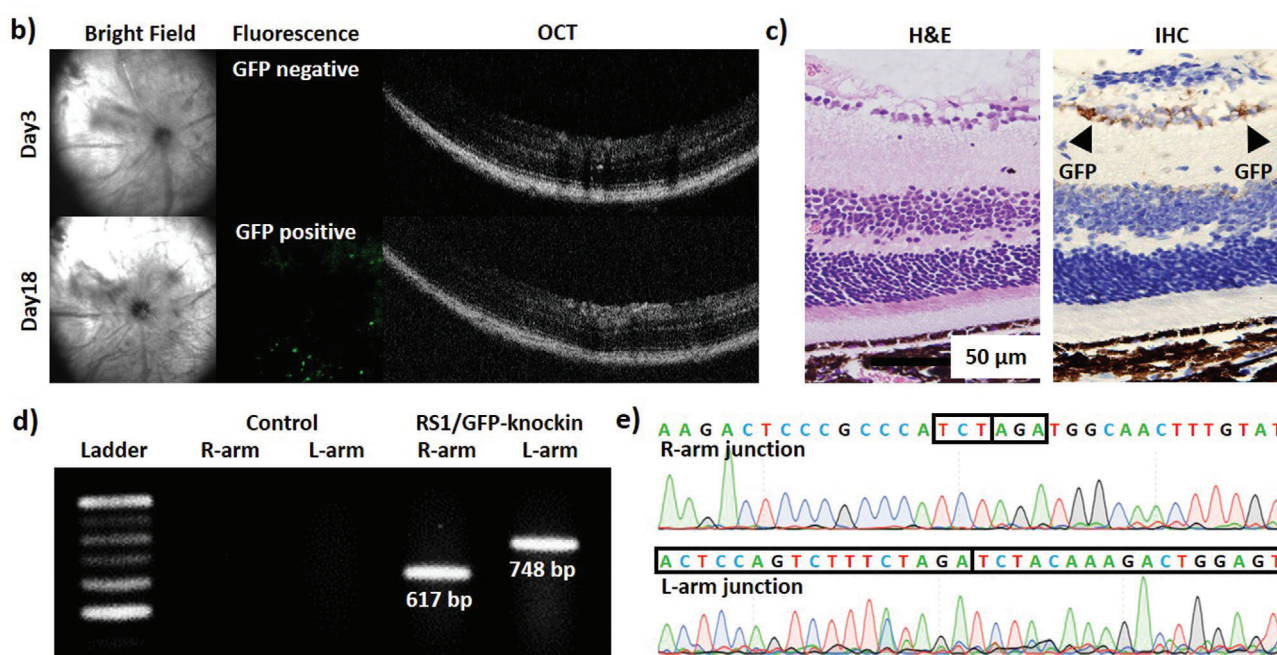 b) Bright Field Fluorescence OCT
Day3
GFP negative
Day18
GFP positive
c) H&E IHC
GFP GFP
50 µm
d) Control RS1/GFP-knockin
Ladder R-arm L-arm R-arm L-arm
617 bp
748 bp
e) A A G A C T C C C G C C C A T C T A G A T G G C A A C T T T G T A T
R-arm junction
A C T C C A G T C T T T C T A G A T C T A C A A A G A C T G G A G T
L-arm junction